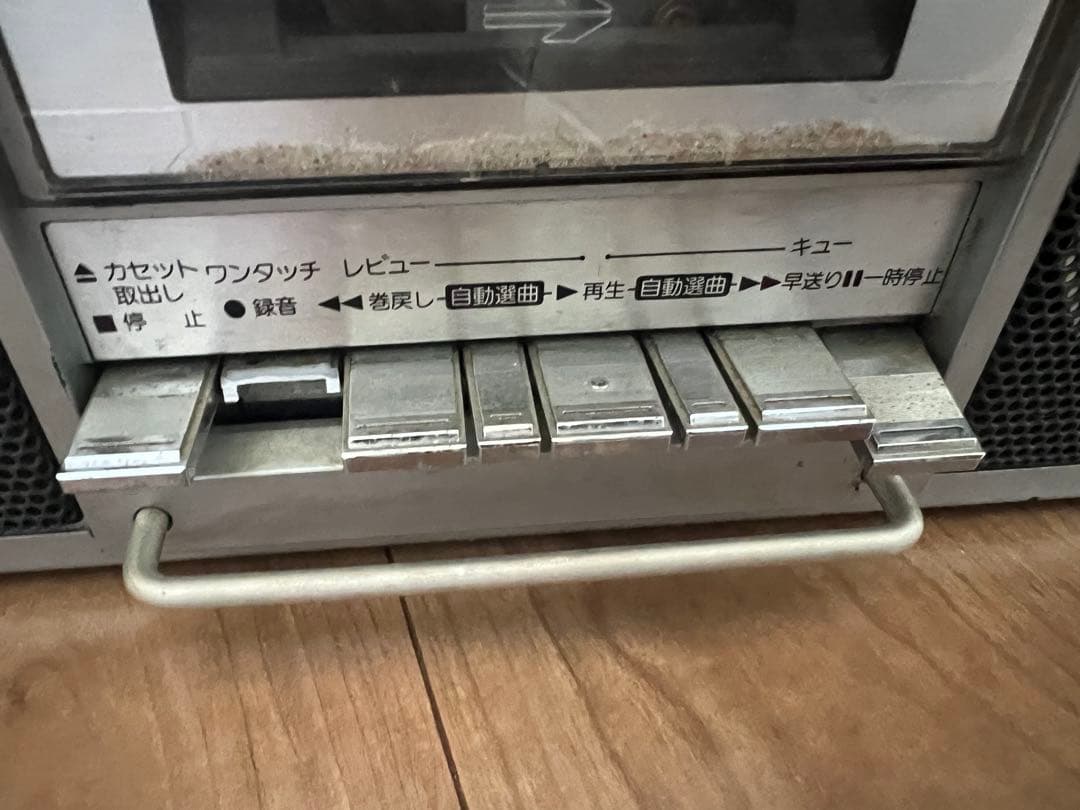 ⏏カセット ワンタッチ レビュー キュー
取出し
■停 止 ●録音 ◀◀巻戻し 自動選曲 ▶再生 自動選曲 ▶▶早送り ❚❚一時停止